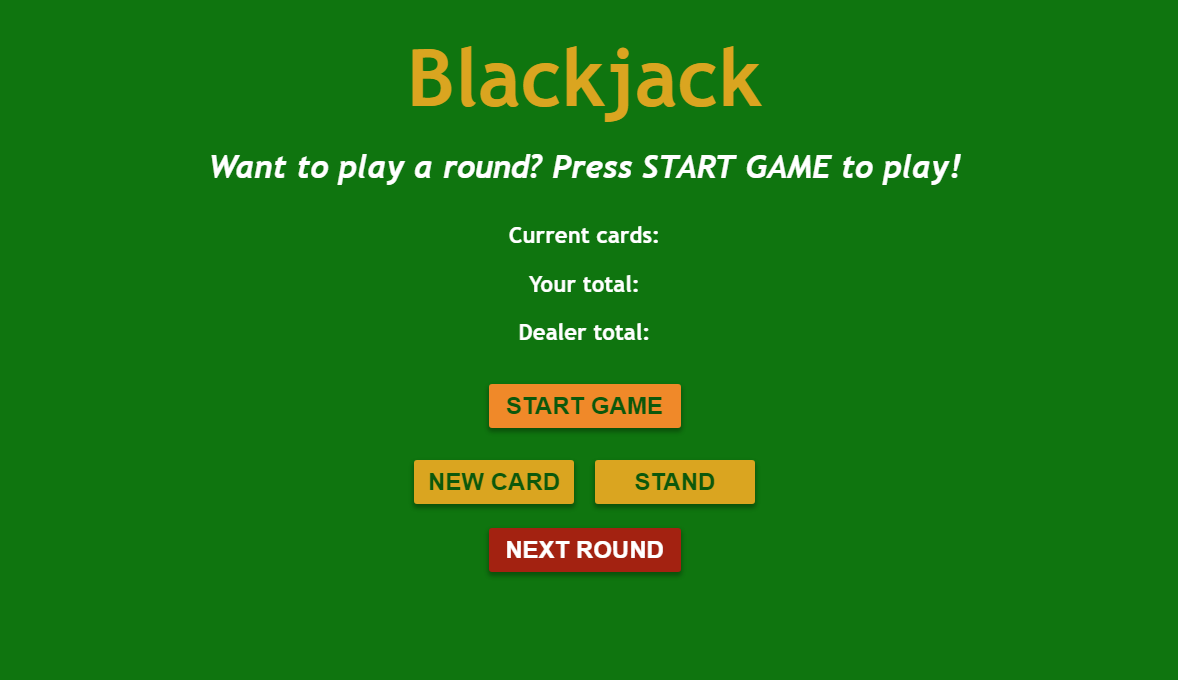 Blackjack
Want to play a round? Press START GAME to play!
Current cards:
Your total:
Dealer total:
START GAME
NEW CARD
STAND
NEXT ROUND